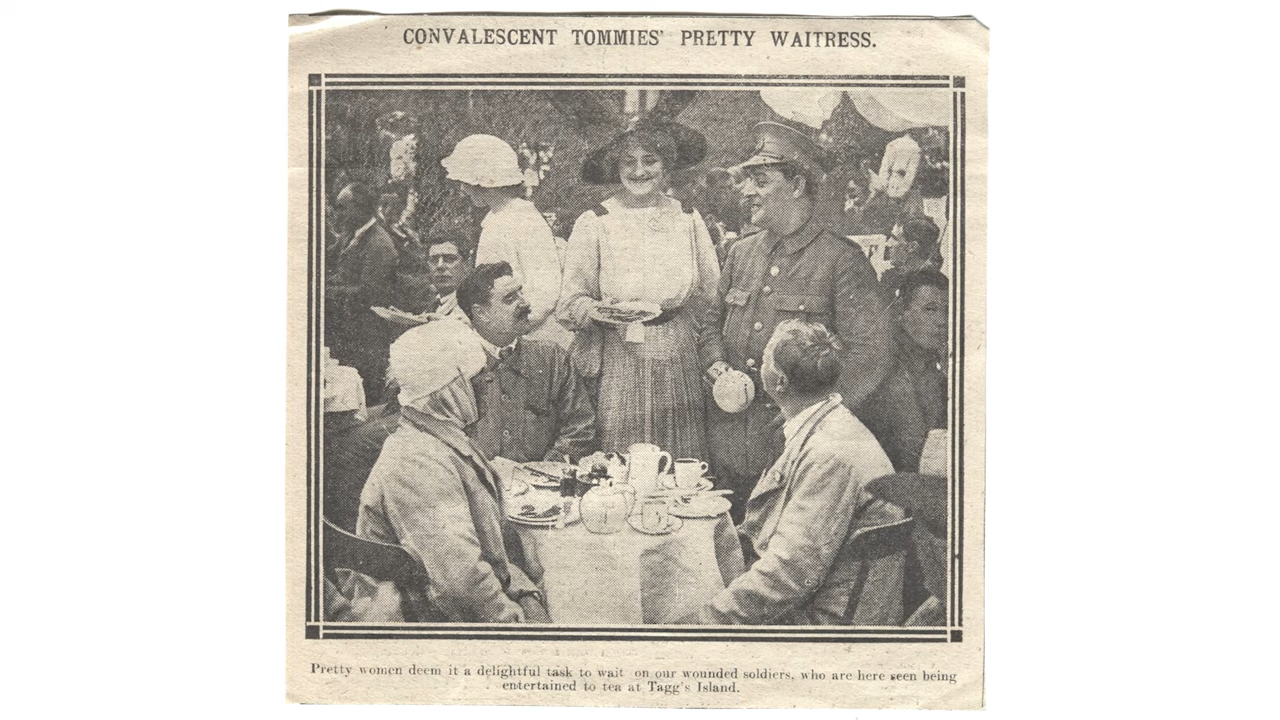 CONVALESCENT TOMMIES' PRETTY WAITRESS.
Pretty women deem it a delightful task to wait on our wounded soldiers, who are here seen being
entertained to tea at Tagg's Island.